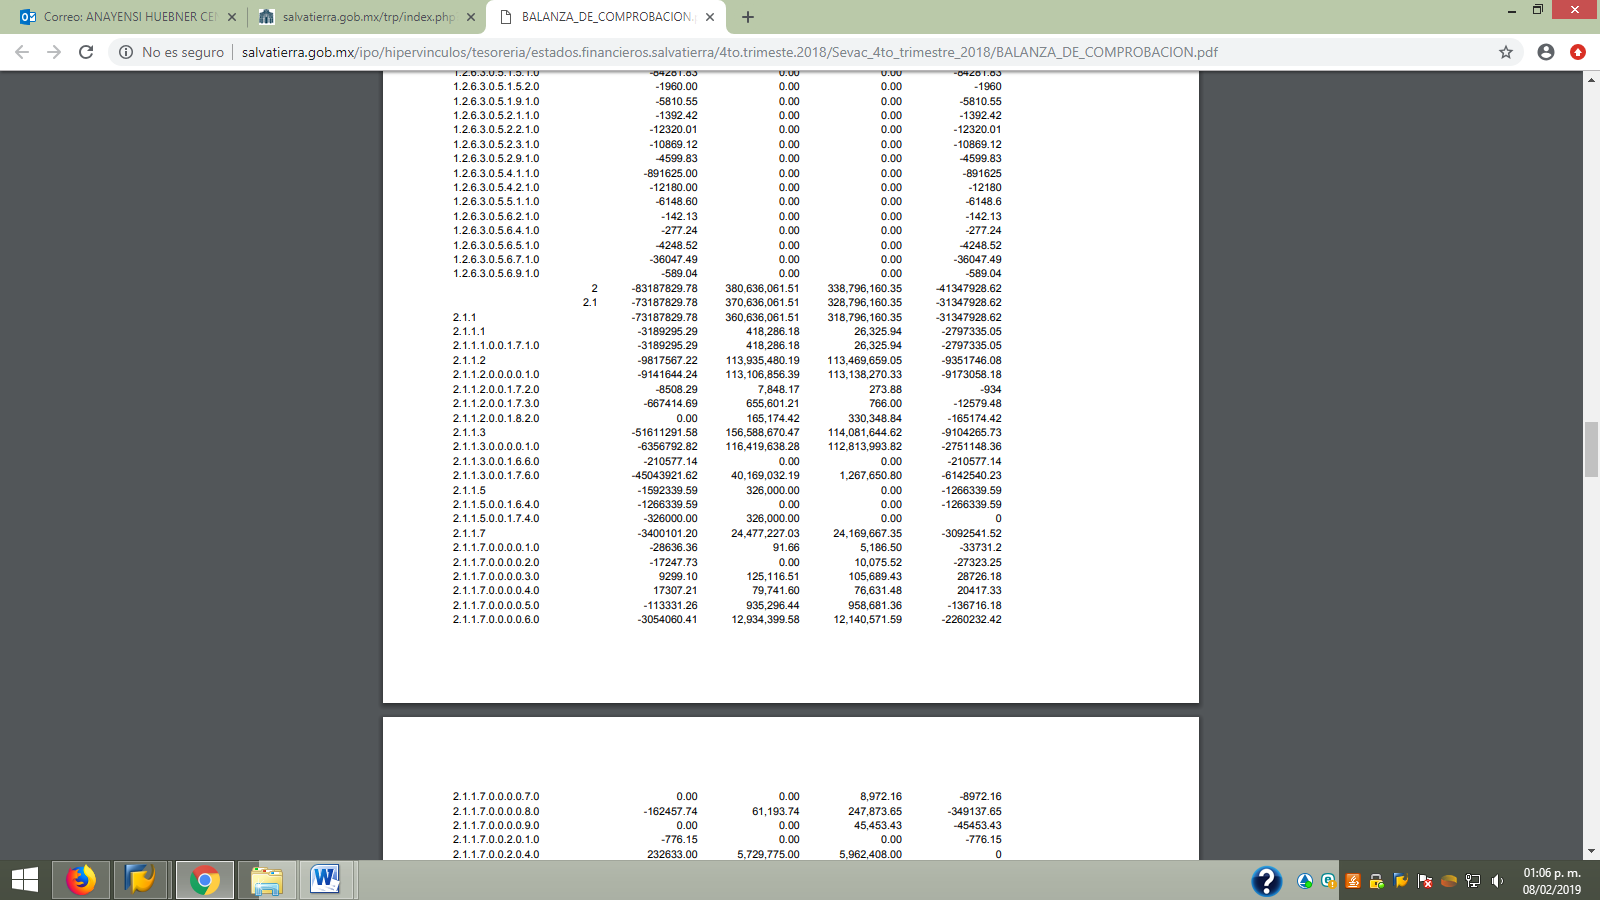 Correo: ANAYENSI HUEBNER CE
salvatierra.gob.mx/trp/index.php
BALANZA_DE_COMPROBACION.
No es seguro | salvatierra.gob.mx/ipo/hipervinculos/tesoreria/estados.financieros.salvatierra/4to.trimeste.2018/Sevac_4to_trimestre_2018/BALANZA_DE_COMPROBACION.pdf
1.2.6.3.0.5.1.5.1.0 -84281.83 0.00 0.00 -84281.83
1.2.6.3.0.5.1.5.2.0 -1960.00 0.00 0.00 -1960
1.2.6.3.0.5.1.9.1.0 -5810.55 0.00 0.00 -5810.55
1.2.6.3.0.5.2.1.1.0 -1392.42 0.00 0.00 -1392.42
1.2.6.3.0.5.2.2.1.0 -12320.01 0.00 0.00 -12320.01
1.2.6.3.0.5.2.3.1.0 -10869.12 0.00 0.00 -10869.12
1.2.6.3.0.5.2.9.1.0 -4599.83 0.00 0.00 -4599.83
1.2.6.3.0.5.4.1.1.0 -891625.00 0.00 0.00 -891625
1.2.6.3.0.5.4.2.1.0 -12180.00 0.00 0.00 -12180
1.2.6.3.0.5.5.1.1.0 -6148.60 0.00 0.00 -6148.6
1.2.6.3.0.5.6.2.1.0 -142.13 0.00 0.00 -142.13
1.2.6.3.0.5.6.4.1.0 -277.24 0.00 0.00 -277.24
1.2.6.3.0.5.6.5.1.0 -4248.52 0.00 0.00 -4248.52
1.2.6.3.0.5.6.7.1.0 -36047.49 0.00 0.00 -36047.49
1.2.6.3.0.5.6.9.1.0 -589.04 0.00 0.00 -589.04
2 -83187829.78 380,636,061.51 338,796,160.35 -41347928.62
2.1 -73187829.78 370,636,061.51 328,796,160.35 -31347928.62
2.1.1 -73187829.78 360,636,061.51 318,796,160.35 -31347928.62
2.1.1.1 -3189295.29 418,286.18 26,325.94 -2797335.05
2.1.1.1.0.0.1.7.1.0 -3189295.29 418,286.18 26,325.94 -2797335.05
2.1.1.2 -9817567.22 113,935,480.19 113,469,659.05 -9351746.08
2.1.1.2.0.0.0.0.1.0 -9141644.24 113,106,856.39 113,138,270.33 -9173058.18
2.1.1.2.0.0.1.7.2.0 -8508.29 7,848.17 273.88 -934
2.1.1.2.0.0.1.7.3.0 -667414.69 655,601.21 766.00 -12579.48
2.1.1.2.0.0.1.8.2.0 0.00 165,174.42 330,348.84 -165174.42
2.1.1.3 -51611291.58 156,588,670.47 114,081,644.62 -9104265.73
2.1.1.3.0.0.0.0.1.0 -6356792.82 116,419,638.28 112,813,993.82 -2751148.36
2.1.1.3.0.0.1.6.6.0 -210577.14 0.00 0.00 -210577.14
2.1.1.3.0.0.1.7.6.0 -45043921.62 40,169,032.19 1,267,650.80 -6142540.23
2.1.1.5 -1592339.59 326,000.00 0.00 -1266339.59
2.1.1.5.0.0.1.6.4.0 -1266339.59 0.00 0.00 -1266339.59
2.1.1.5.0.0.1.7.4.0 -326000.00 326,000.00 0.00 0
2.1.1.7 -3400101.20 24,477,227.03 24,169,667.35 -3092541.52
2.1.1.7.0.0.0.0.1.0 -28636.36 91.66 5,186.50 -33731.2
2.1.1.7.0.0.0.0.2.0 -17247.73 0.00 10,075.52 -27323.25
2.1.1.7.0.0.0.0.3.0 9299.10 125,116.51 105,689.43 28726.18
2.1.1.7.0.0.0.0.4.0 17307.21 79,741.60 76,631.48 20417.33
2.1.1.7.0.0.0.0.5.0 -113331.26 935,296.44 958,681.36 -136716.18
2.1.1.7.0.0.0.0.6.0 -3054060.41 12,934,399.58 12,140,571.59 -2260232.42
2.1.1.7.0.0.0.0.7.0 0.00 0.00 8,972.16 -8972.16
2.1.1.7.0.0.0.0.8.0 -162457.74 61,193.74 247,873.65 -349137.65
2.1.1.7.0.0.0.0.9.0 0.00 0.00 45,453.43 -45453.43
2.1.1.7.0.0.2.0.1.0 -776.15 0.00 0.00 -776.15
2.1.1.7.0.0.2.0.4.0 232633.00 5,729,775.00 5,962,408.00 0
01:06 p. m.
08/02/2019